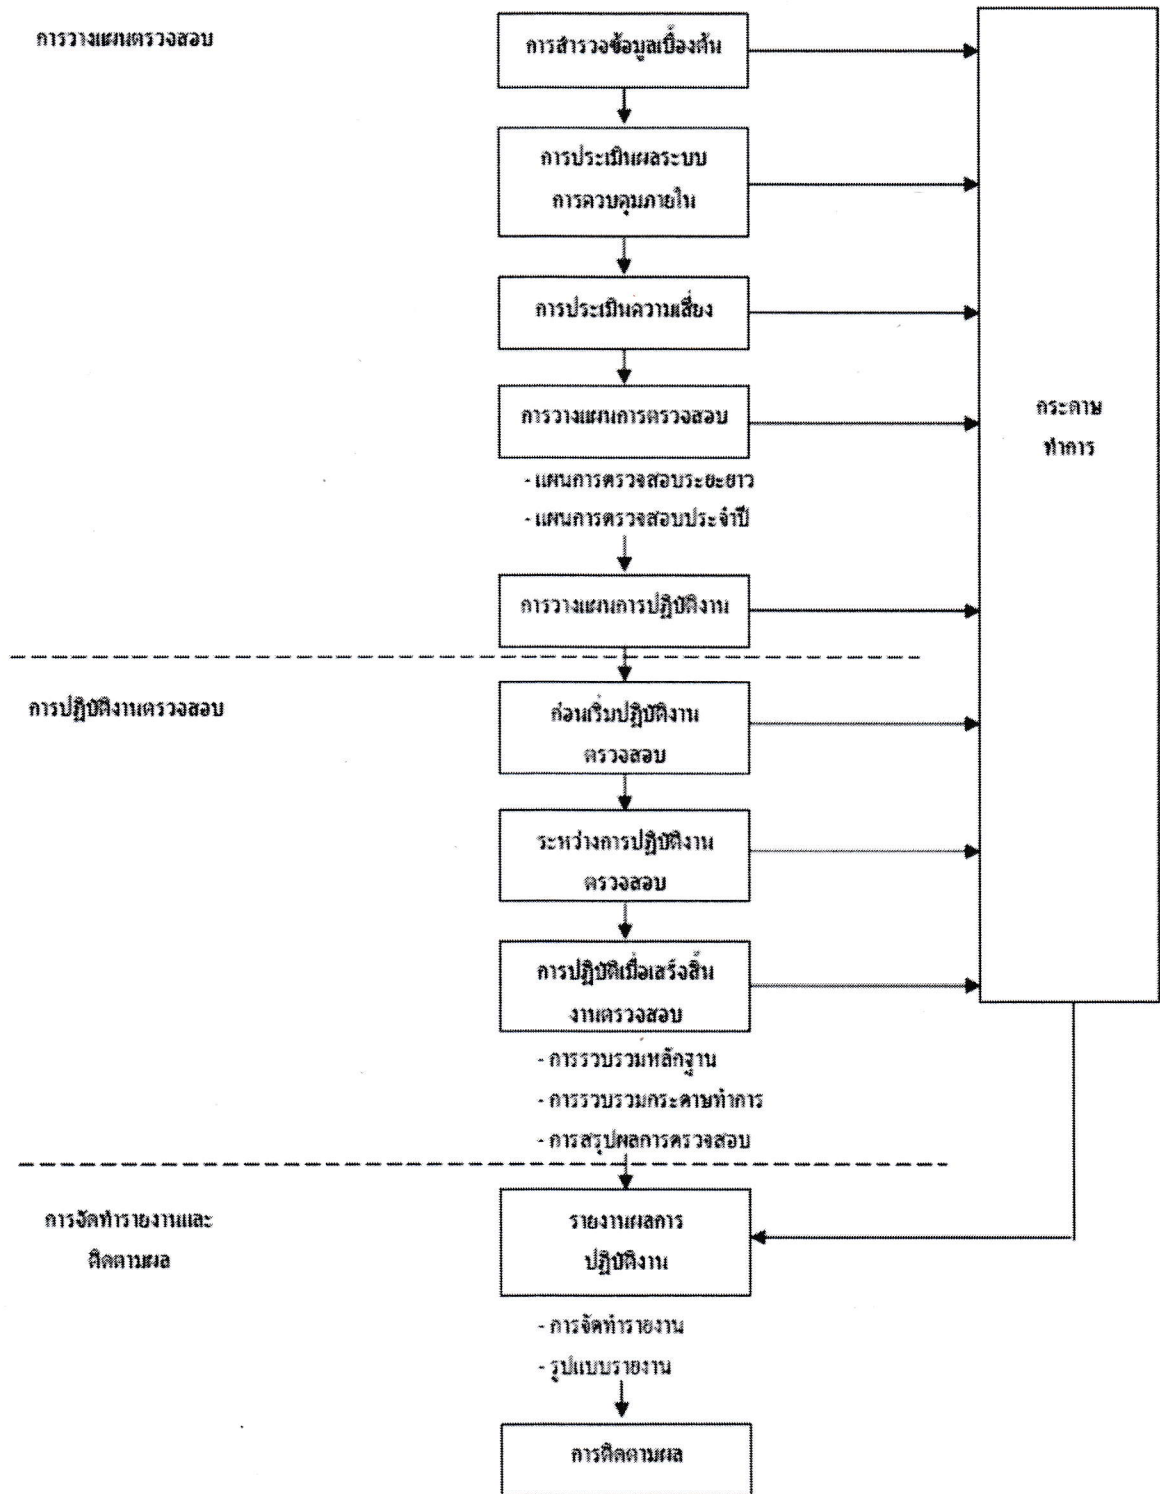 การวางแผนตรวจสอบ
การสำรวจข้อมูลเบื้องต้น
การประเมินผลระบบ
การควบคุมภายใน
การประเมินความเสี่ยง
การวางแผนการตรวจสอบ
- แผนการตรวจสอบระยะยาว
- แผนการตรวจสอบประจำปี
การวางแผนการปฏิบัติงาน
กระดาษ
ทำการ
การปฏิบัติงานตรวจสอบ
ก่อนเริ่มปฏิบัติงาน
ตรวจสอบ
ระหว่างการปฏิบัติงาน
ตรวจสอบ
การปฏิบัติเมื่อเสร็จสิ้น
งานตรวจสอบ
- การรวบรวมหลักฐาน
- การรวบรวมกระดาษทำการ
- การสรุปผลการตรวจสอบ
การจัดทำรายงานและ
ติดตามผล
รายงานผลการ
ปฏิบัติงาน
- การจัดทำรายงาน
- รูปแบบรายงาน
การติดตามผล